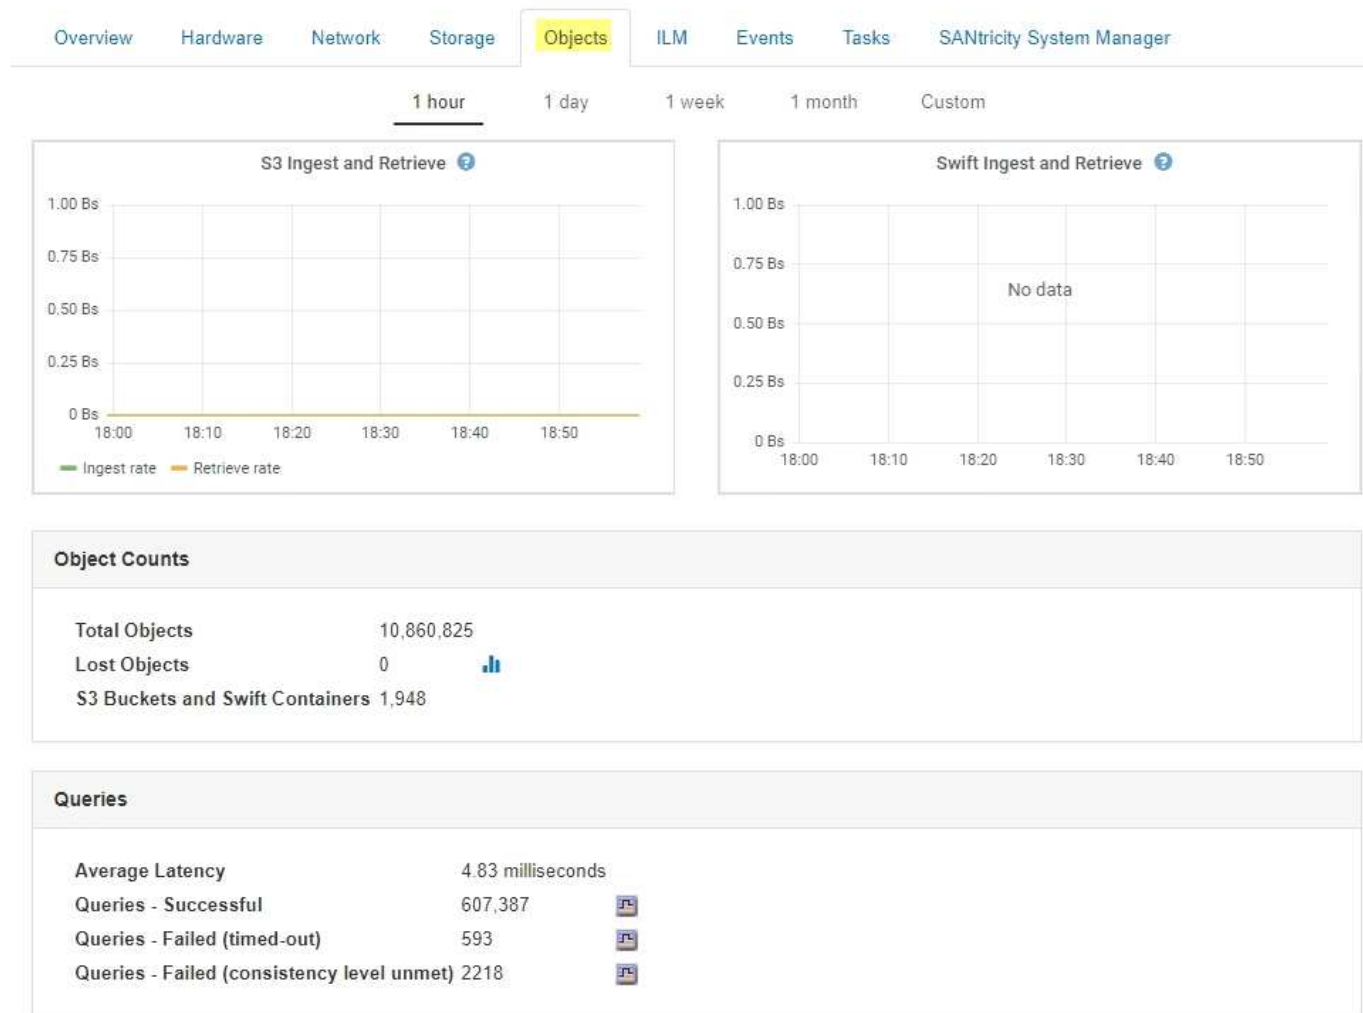 Overview Hardware Network Storage Objects ILM Events Tasks SANtricity System Manager
1 hour 1 day 1 week 1 month Custom
S3 Ingest and Retrieve ?
1.00 Bs
0.75 Bs
0.50 Bs
0.25 Bs
0 Bs
18:00 18:10 18:20 18:30 18:40 18:50
Ingest rate Retrieve rate
Swift Ingest and Retrieve ?
1.00 Bs
0.75 Bs
No data
0.50 Bs
0.25 Bs
0 Bs
18:00 18:10 18:20 18:30 18:40 18:50
Object Counts
Total Objects 10,860,825
Lost Objects 0
S3 Buckets and Swift Containers 1,948
Queries
Average Latency 4.83 milliseconds
Queries - Successful 607,387
Queries - Failed (timed-out) 593
Queries - Failed (consistency level unmet) 2218